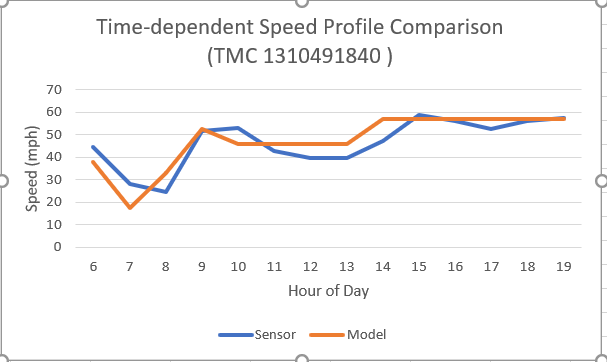 Time-dependent Speed Profile Comparison
(TMC 1310491840 )
70
60
50
40
30
20
10
0
Speed (mph)
6 7 8 9 10 11 12 13 14 15 16 17 18 19
Hour of Day
Sensor Model